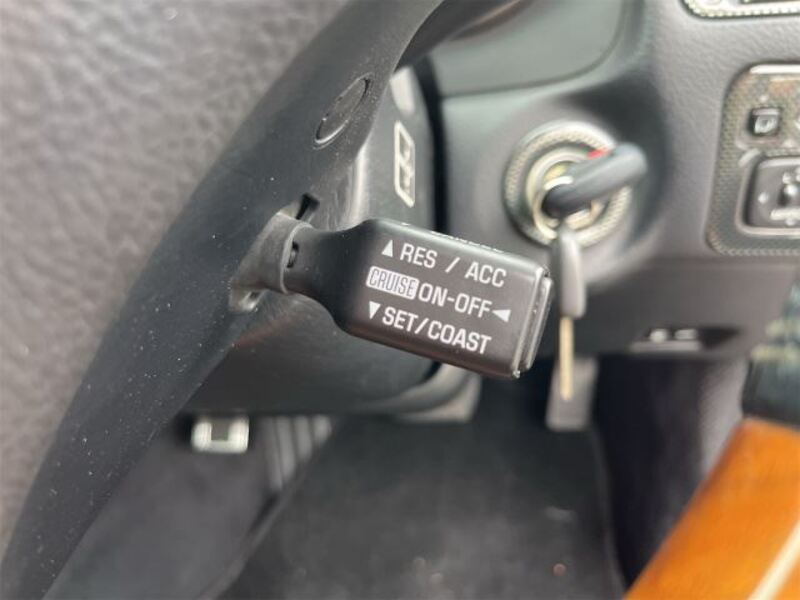 ▲RES / ACC
CRUISE ON-OFF◄
▼SET/COAST